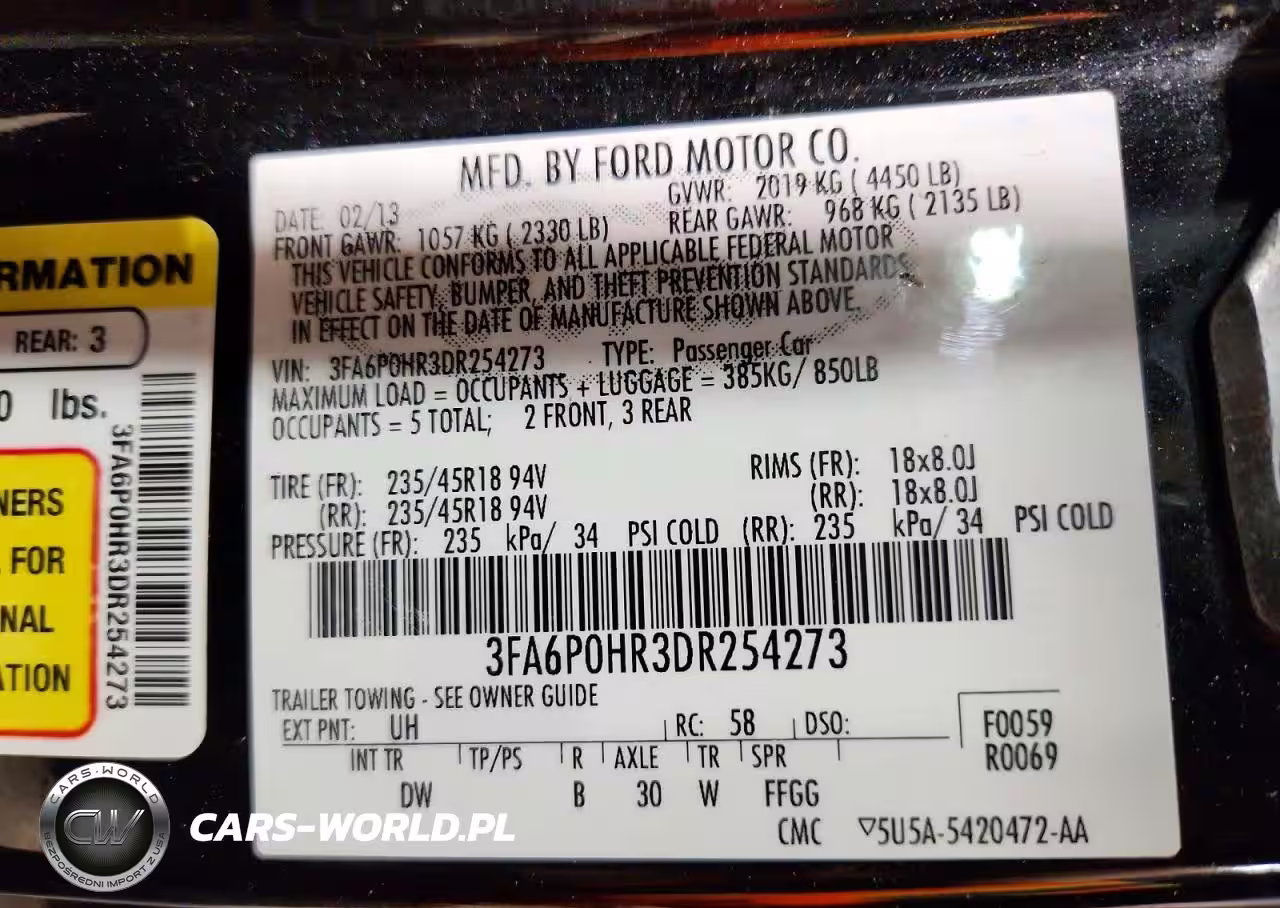 MFD. BY FORD MOTOR CO.
DATE: 02/13
GVWR: 2019 KG ( 4450 LB)
FRONT GAWR: 1057 KG ( 2330 LB)
REAR GAWR: 968 KG ( 2135 LB)
THIS VEHICLE CONFORMS TO ALL APPLICABLE FEDERAL MOTOR
VEHICLE SAFETY, BUMPER, AND THEFT PREVENTION STANDARDS
IN EFFECT ON THE DATE OF MANUFACTURE SHOWN ABOVE.
VIN: 3FA6P0HR3DR254273 TYPE: Passenger Car
MAXIMUM LOAD = OCCUPANTS + LUGGAGE = 385KG/ 850LB
OCCUPANTS = 5 TOTAL; 2 FRONT, 3 REAR
TIRE (FR): 235/45R18 94V RIMS (FR): 18x8.0J
(RR): 235/45R18 94V (RR): 18x8.0J
PRESSURE (FR): 235 kPa/ 34 PSI COLD (RR): 235 kPa/ 34 PSI COLD
3FA6P0HR3DR254273
TRAILER TOWING - SEE OWNER GUIDE
EXT PNT: UH RC: 58 DSO: F0059
R0069
INT TR TP/PS R AXLE TR SPR
DW B 30 W FFGG
CMC ▽5U5A-5420472-AA
RMATION
REAR: 3
0 lbs.
3FA6P0HR3DR254273
NERS
FOR
NAL
ATION
CARS-WORLD
CW
BEZPOŚREDNI IMPORT Z USA
CARS-WORLD.PL